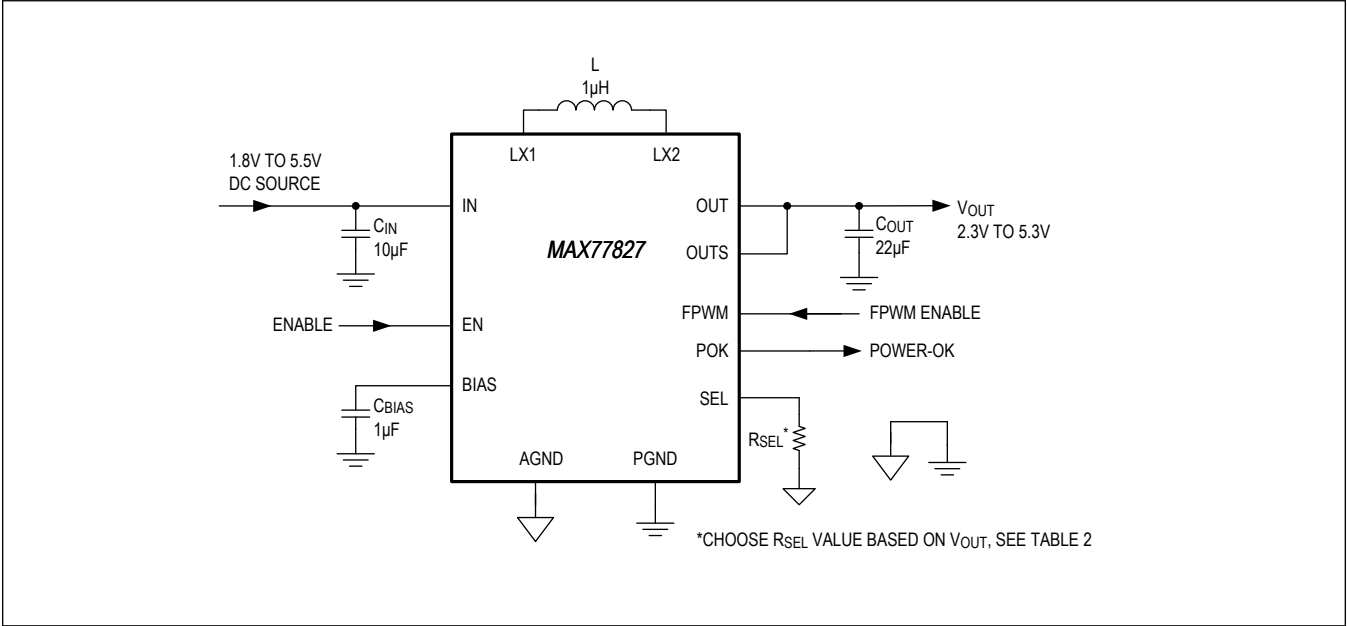 L
1µH
LX1
LX2
1.8V TO 5.5V
DC SOURCE
IN
OUT
VOUT
2.3V TO 5.3V
CIN
10µF
COUT
22µF
MAX77827
OUTS
FPWM
FPWM ENABLE
ENABLE
EN
POK
POWER-OK
BIAS
SEL
CBIAS
1µF
RSEL*
AGND
PGND
*CHOOSE RSEL VALUE BASED ON VOUT, SEE TABLE 2